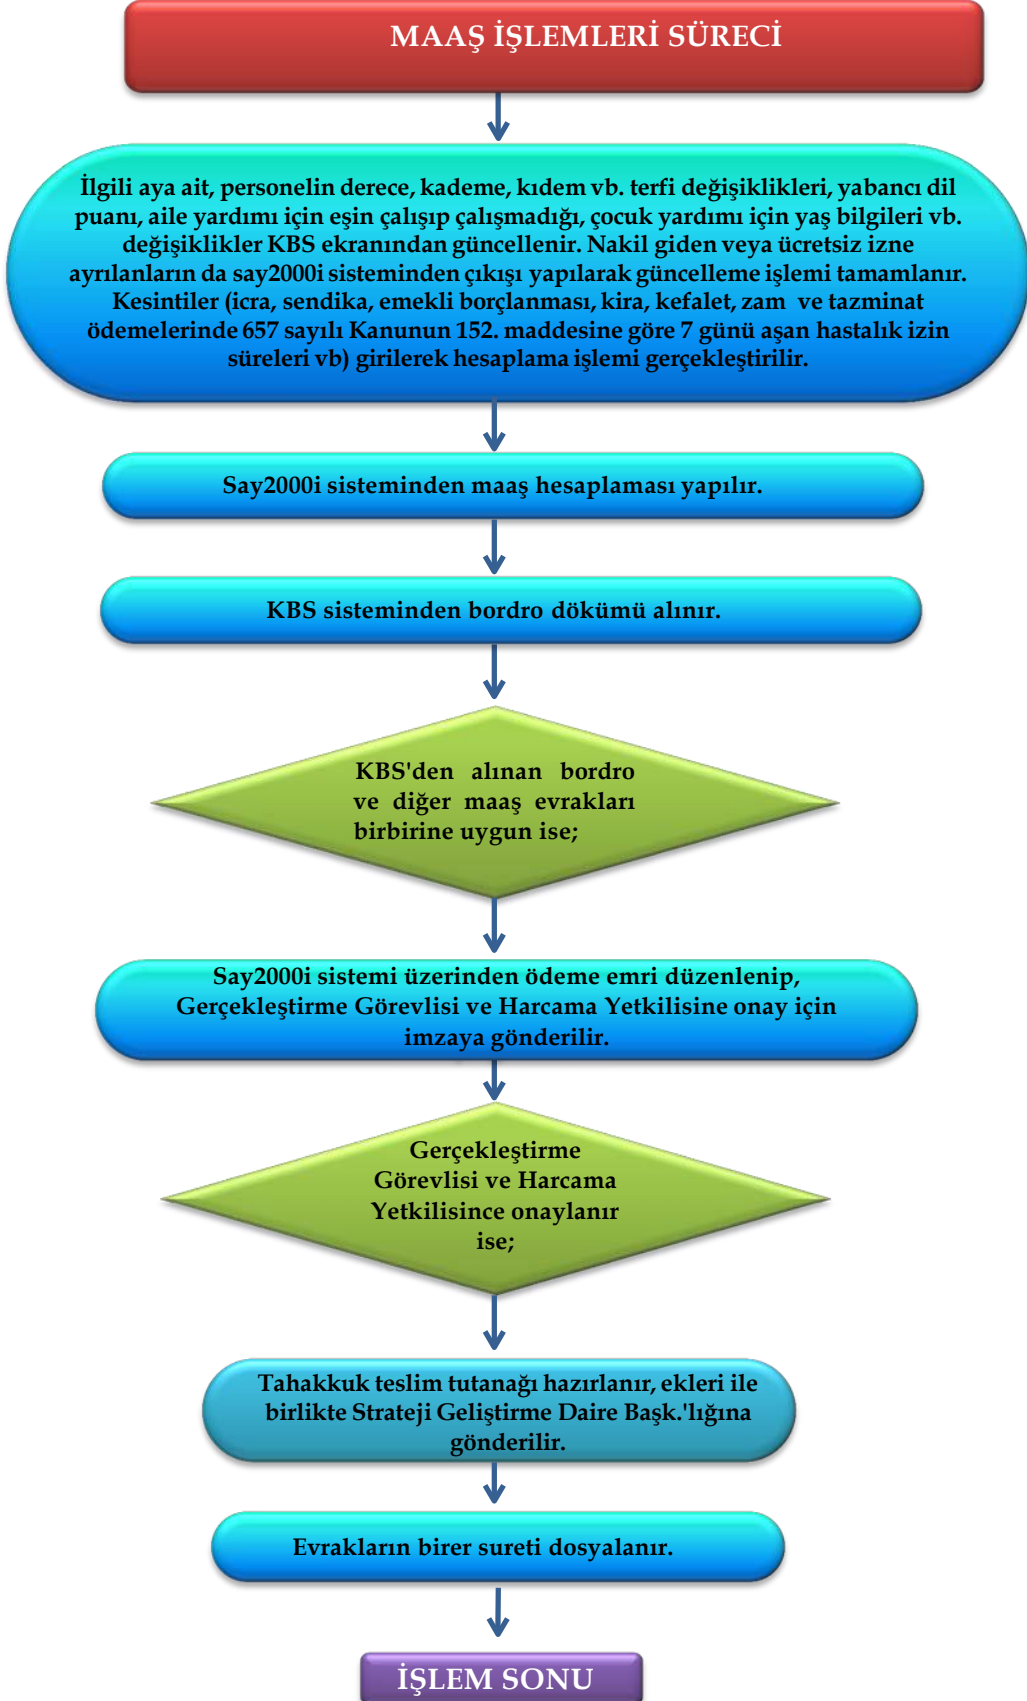 MAAŞ İŞLEMLERİ SÜRECİ
İlgili aya ait, personelin derece, kademe, kıdem vb. terfi değişiklikleri, yabancı dil
puanı, aile yardımı için eşin çalışıp çalışmadığı, çocuk yardımı için yaş bilgileri vb.
değişiklikler KBS ekranından güncellenir. Nakil giden veya ücretsiz izne
ayrılanların da say2000i sisteminden çıkışı yapılarak güncelleme işlemi tamamlanır.
Kesintiler (icra, sendika, emekli borçlanması, kira, kefalet, zam ve tazminat
ödemelerinde 657 sayılı Kanunun 152. maddesine göre 7 günü aşan hastalık izin
süreleri vb) girilerek hesaplama işlemi gerçekleştirilir.
Say2000i sisteminden maaş hesaplaması yapılır.
KBS sisteminden bordro dökümü alınır.
KBS'den alınan bordro
ve diğer maaş evrakları
birbirine uygun ise;
Say2000i sistemi üzerinden ödeme emri düzenlenip,
Gerçekleştirme Görevlisi ve Harcama Yetkilisine onay için
imzaya gönderilir.
Gerçekleştirme
Görevlisi ve Harcama
Yetkilisince onaylanır
ise;
Tahakkuk teslim tutanağı hazırlanır, ekleri ile
birlikte Strateji Geliştirme Daire Başk.'lığına
gönderilir.
Evrakların birer sureti dosyalanır.
İŞLEM SONU